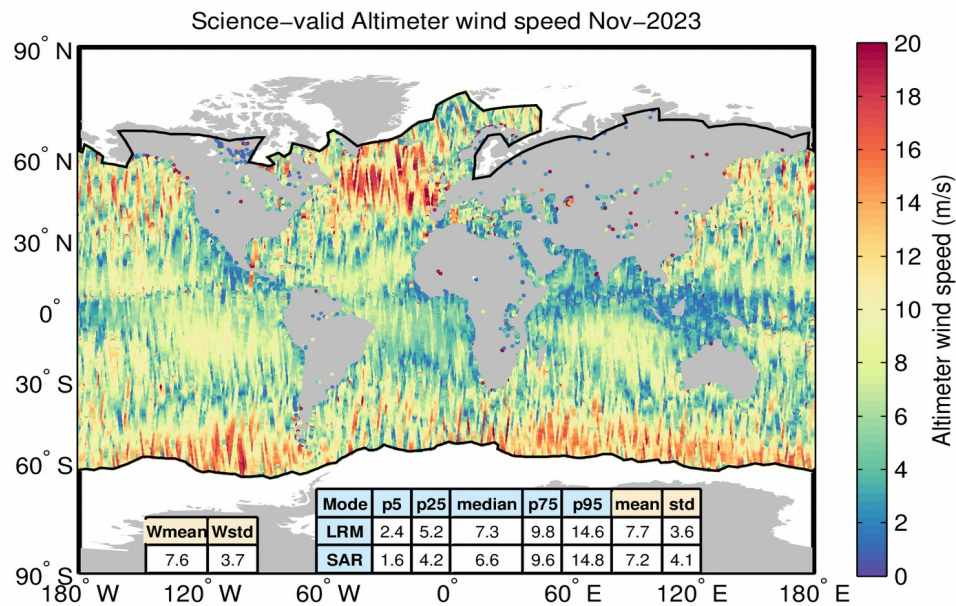 Science−valid Altimeter wind speed Nov−2023
90° N
60° N
30° N
0°
30° S
60° S
90° S
180° W
120° W
60° W
0°
60° E
120° E
180° E
Mode p5 p25 median p75 p95 mean std
LRM 2.4 5.2 7.3 9.8 14.6 7.7 3.6
SAR 1.6 4.2 6.6 9.6 14.8 7.2 4.1
Wmean Wstd
7.6 3.7
20
18
16
14
12
10
8
6
4
2
0
Altimeter wind speed (m/s)